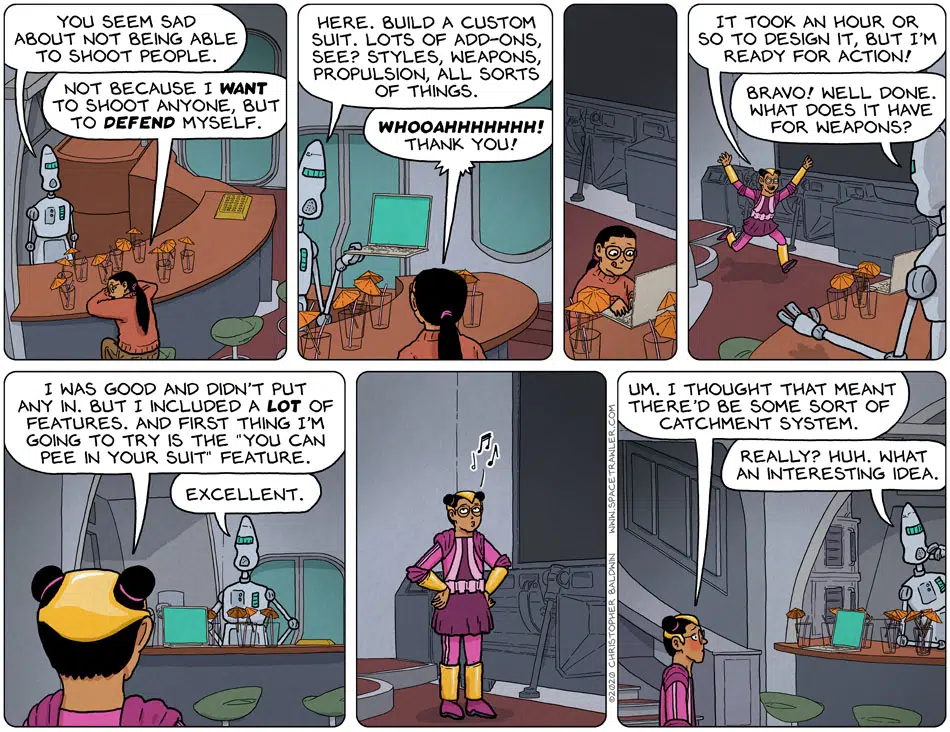 YOU SEEM SAD
ABOUT NOT BEING ABLE
TO SHOOT PEOPLE.
NOT BECAUSE I WANT
TO SHOOT ANYONE, BUT
TO DEFEND MYSELF.
HERE. BUILD A CUSTOM
SUIT. LOTS OF ADD-ONS,
SEE? STYLES, WEAPONS,
PROPULSION, ALL SORTS
OF THINGS.
WHOOAHHHHHHH!
THANK YOU!
IT TOOK AN HOUR OR
SO TO DESIGN IT, BUT I'M
READY FOR ACTION!
BRAVO! WELL DONE.
WHAT DOES IT HAVE
FOR WEAPONS?
I WAS GOOD AND DIDN'T PUT
ANY IN. BUT I INCLUDED A LOT OF
FEATURES. AND FIRST THING I'M
GOING TO TRY IS THE "YOU CAN
PEE IN YOUR SUIT" FEATURE.
EXCELLENT.
©2020 CHRISTOPHER BALDWIN WWW.SPACETRAWLER.COM
UM. I THOUGHT THAT MEANT
THERE'D BE SOME SORT OF
CATCHMENT SYSTEM.
REALLY? HUH. WHAT
AN INTERESTING IDEA.